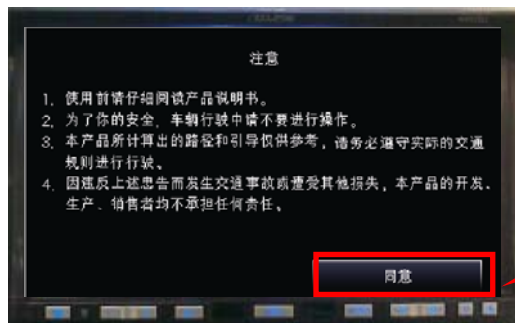 注意
1. 使用前请仔细阅读产品说明书。
2. 为了你的安全，车辆行驶中请不要进行操作。
3. 本产品所计算出的路径和引导仅供参考，请务必遵守实际的交通
规则进行行驶、
4. 因违反上述忠告而发生交通事故或遭受其他损失，本产品的开发、
生产、销售者均不承担任何责任、
同意